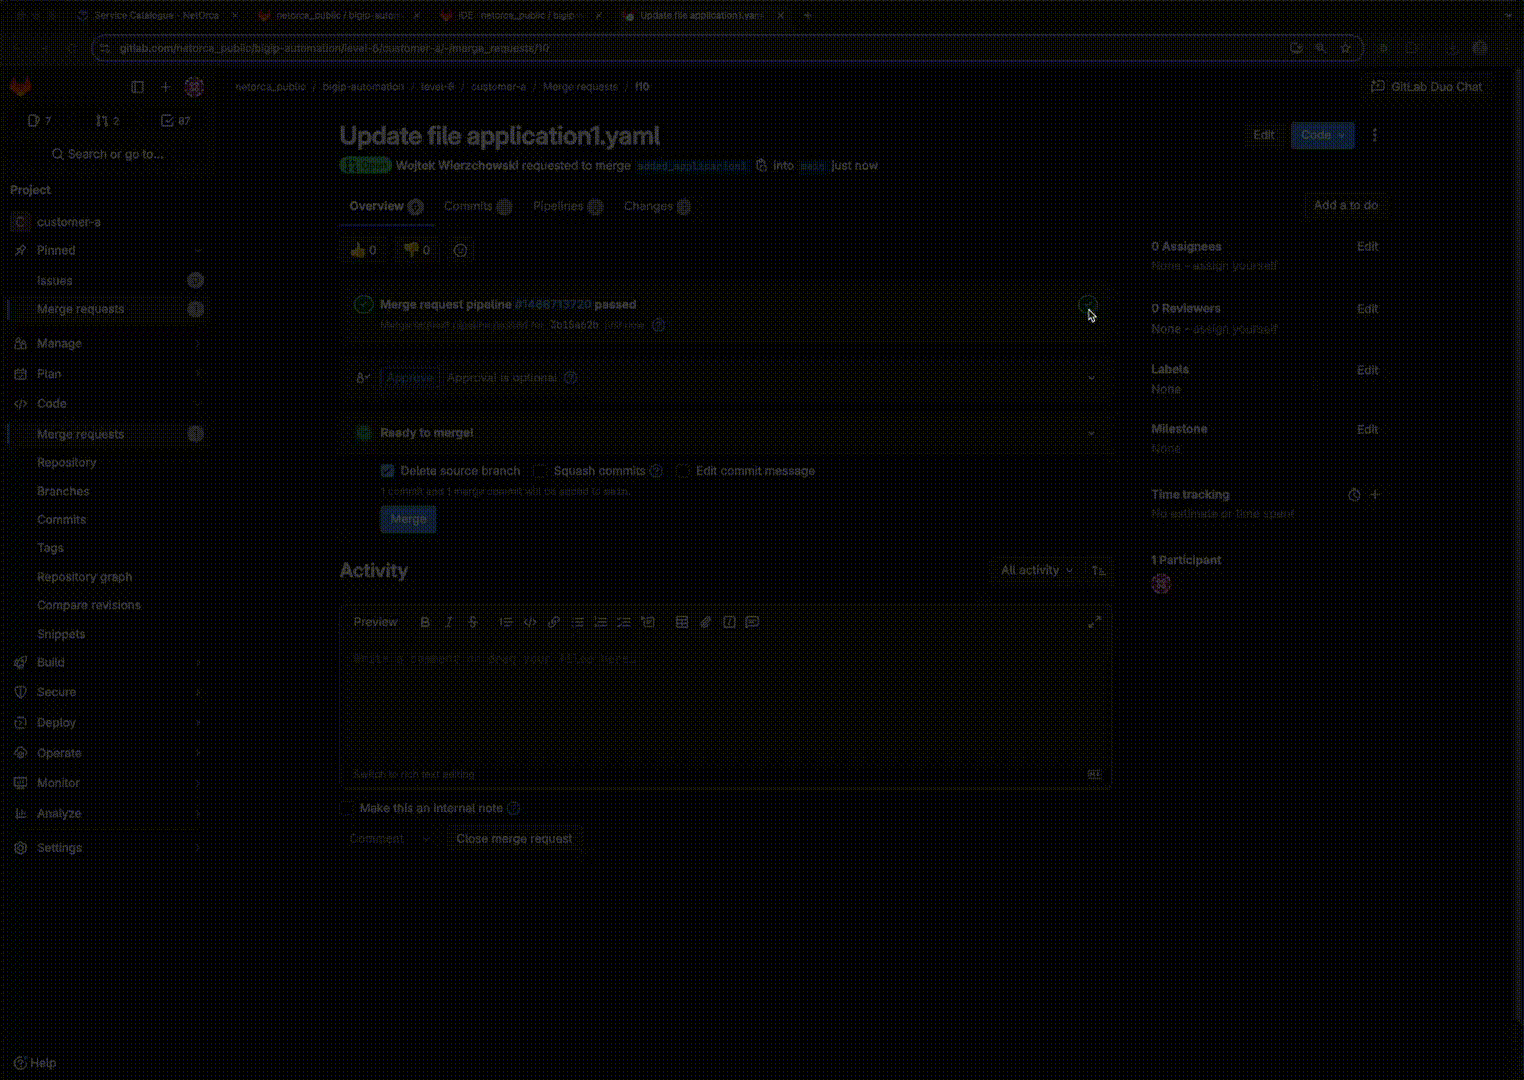 Service Catalogue - NetOrca
netorca_public / bigip-autom
IDE · netorca_public / bigip-
Update file application1.yam
gitlab.com/netorca_public/bigip-automation/level-6/customer-a/-/merge_requests/10
netorca_public / bigip-automation / level-6 / customer-a / Merge requests / !10
GitLab Duo Chat
7
2
87
Search or go to...
Project
customer-a
Pinned
Issues
Merge requests
Manage
Plan
Code
Merge requests
Repository
Branches
Commits
Tags
Repository graph
Compare revisions
Snippets
Build
Secure
Deploy
Operate
Monitor
Analyze
Settings
Help
Update file application1.yaml
Edit
Code
Open Wojtek Wierzchowski requested to merge added_application1 into main just now
Overview 0
Commits
Pipelines
Changes
Add a to do
0
0
Merge request pipeline #1486713720 passed
Merge request pipeline passed for 3b15a62b just now
Approve Approval is optional
Ready to merge!
Delete source branch
Squash commits
Edit commit message
1 commit and 1 merge commit will be added to main.
Merge
Activity
All activity
Preview
Write a comment or drag your files here…
Switch to rich text editing
Make this an internal note
Comment
Close merge request
0 Assignees
Edit
None - assign yourself
0 Reviewers
Edit
None - assign yourself
Labels
Edit
None
Milestone
Edit
None
Time tracking
No estimate or time spent
1 Participant